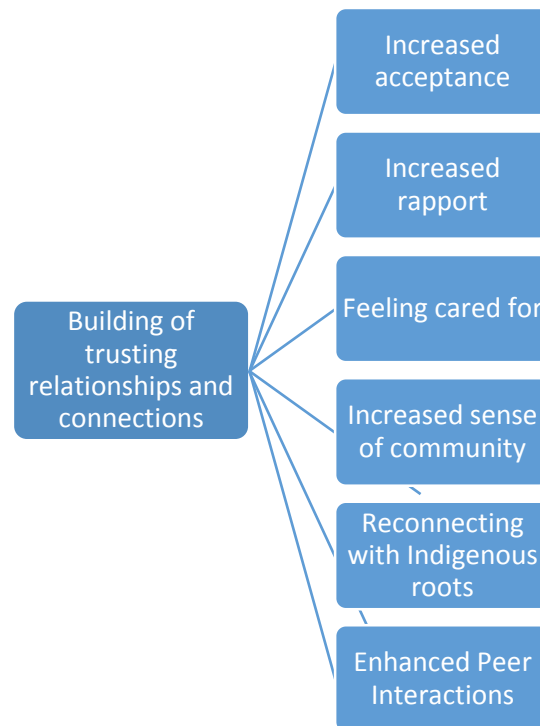 Increased
acceptance
Increased
rapport
Feeling cared for
Building of
trusting
relationships and
connections
Increased sense
of community
Reconnecting
with Indigenous
roots
Enhanced Peer
Interactions